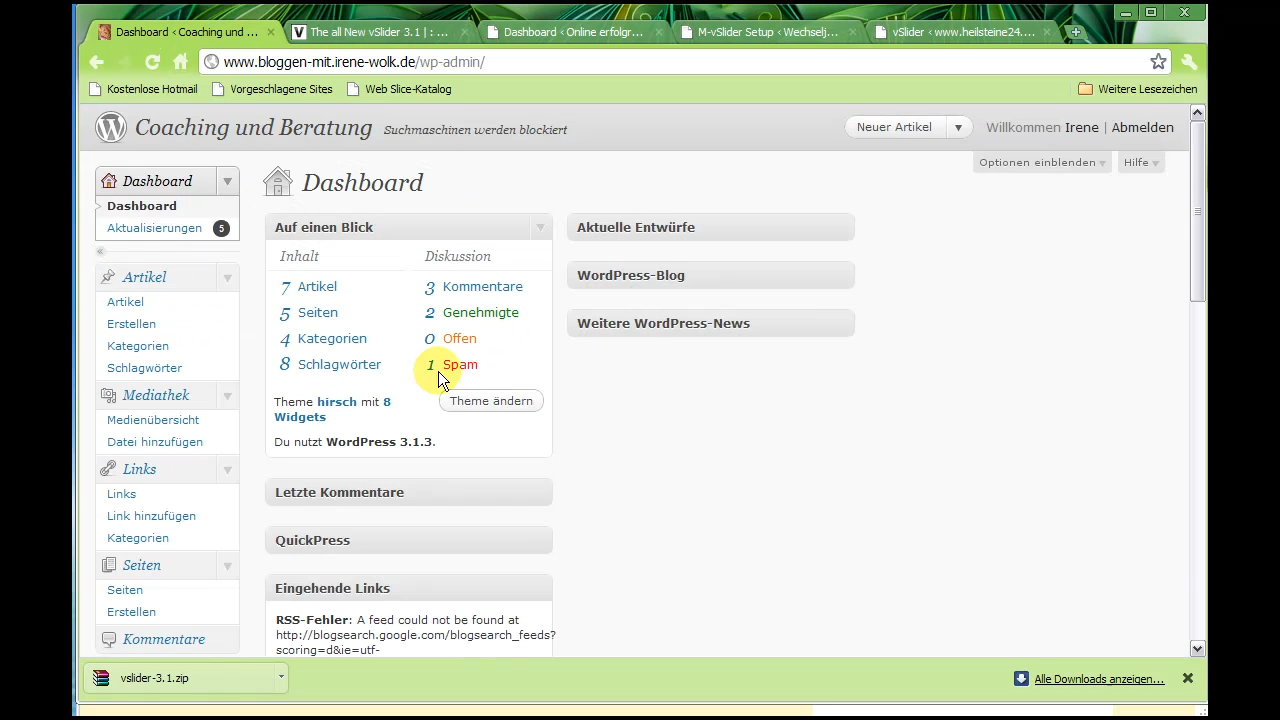 Dashboard ‹ Coaching und ...
The all New vSlider 3.1 | : ...
Dashboard ‹ Online erfolgr...
M-vSlider Setup ‹ Wechselj...
vSlider ‹ www.heilsteine24....
www.bloggen-mit.irene-wolk.de/wp-admin/
Kostenlose Hotmail
Vorgeschlagene Sites
Web Slice-Katalog
Weitere Lesezeichen
Coaching und Beratung
Suchmaschinen werden blockiert
Neuer Artikel
Willkommen Irene | Abmelden
Optionen einblenden
Hilfe
Dashboard
Dashboard
Aktualisierungen 5
Artikel
Artikel
Erstellen
Kategorien
Schlagwörter
Mediathek
Medienübersicht
Datei hinzufügen
Links
Links
Link hinzufügen
Kategorien
Seiten
Seiten
Erstellen
Kommentare
Dashboard
Auf einen Blick
Inhalt
Diskussion
7 Artikel
3 Kommentare
5 Seiten
2 Genehmigte
4 Kategorien
0 Offen
8 Schlagwörter
1 Spam
Theme hirsch mit 8
Widgets
Theme ändern
Du nutzt WordPress 3.1.3.
Letzte Kommentare
QuickPress
Eingehende Links
RSS-Fehler: A feed could not be found at
http://blogsearch.google.com/blogsearch_feeds?
scoring=d&ie=utf-
Aktuelle Entwürfe
WordPress-Blog
Weitere WordPress-News
vslider-3.1.zip
Alle Downloads anzeigen...